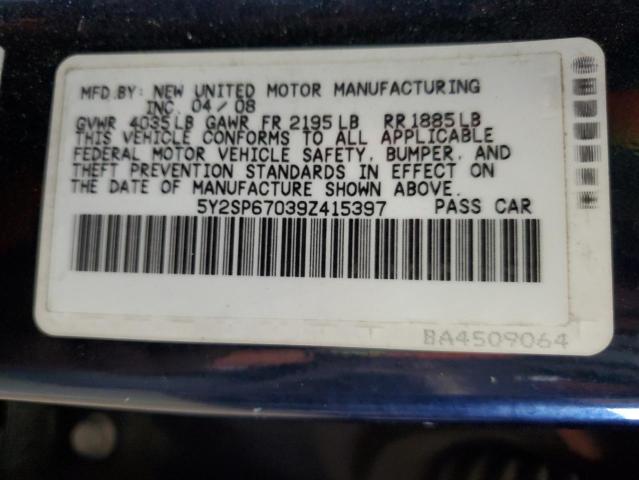 MFD.BY: NEW UNITED MOTOR MANUFACTURING
INC. 04/08
GVWR 4035LB GAWR FR 2195LB RR 1885LB
THIS VEHICLE CONFORMS TO ALL APPLICABLE
FEDERAL MOTOR VEHICLE SAFETY, BUMPER, AND
THEFT PREVENTION STANDARDS IN EFFECT ON
THE DATE OF MANUFACTURE SHOWN ABOVE.
5Y2SP67039Z415397 PASS CAR
BA4509064